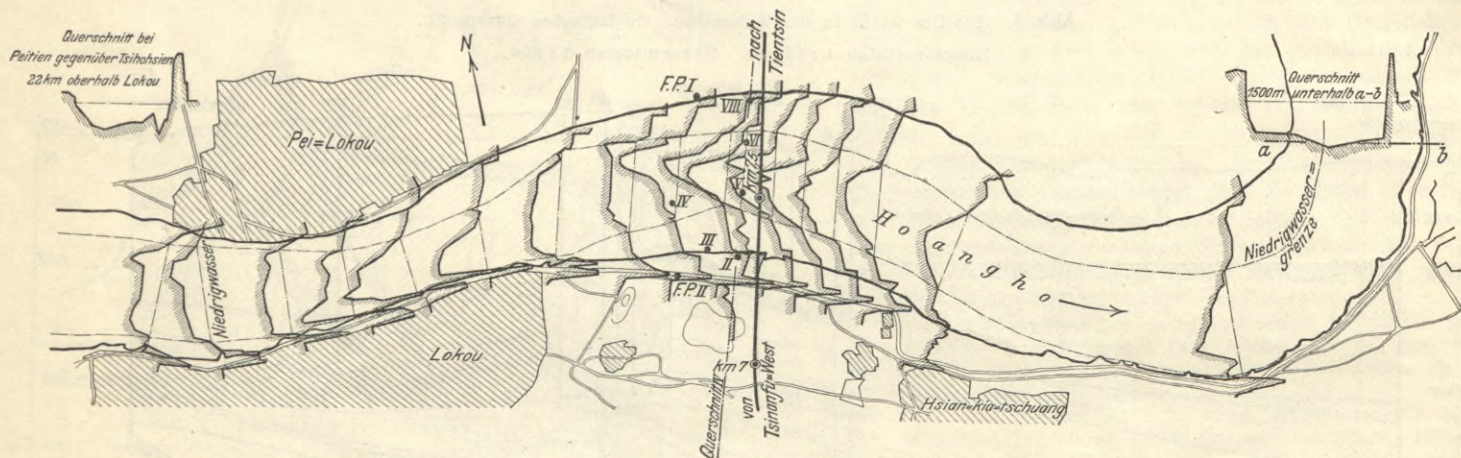 Querschnitt bei
Peitien gegenüber Tsihohsien
22 km oberhalb Lokou
N
Pei=Lokou
F.P. I
VIII
nach
Tientsin
VI
km 7,5
V
IV
III
II
F.P. II
Niedrigwasser
Lokou
Hoangho
Querschnitt
1500m unterhalb a-b
a
b
Niedrigwasser=
grenze
km 7
Querschnitt
von
Tsinanfu=West
Hsian=kia=tschuang